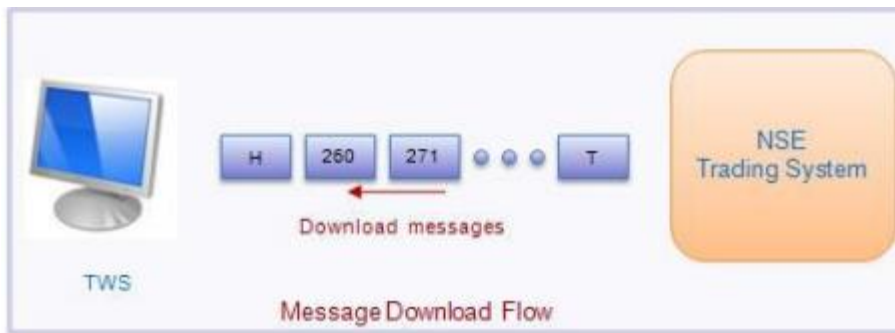 H 260 271 T
NSE
Trading System
Download messages
TWS
Message Download Flow